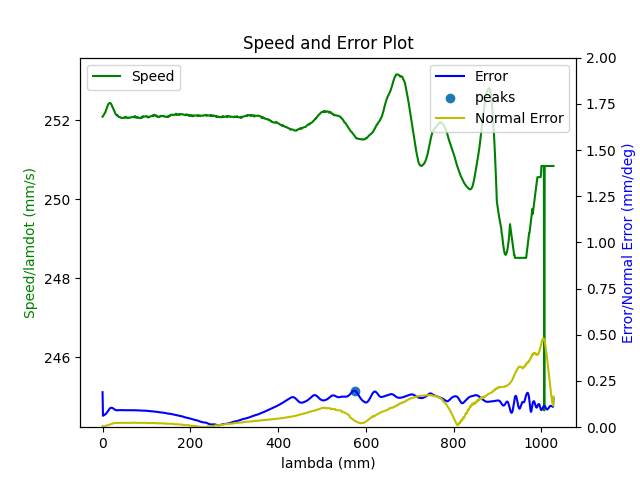 Speed and Error Plot
Speed
Error
peaks
Normal Error
Speed/lamdot (mm/s)
252
250
248
246
2.00
1.75
1.50
1.25
1.00
0.75
0.50
0.25
0.00
Error/Normal Error (mm/deg)
0 200 400 600 800 1000
lambda (mm)